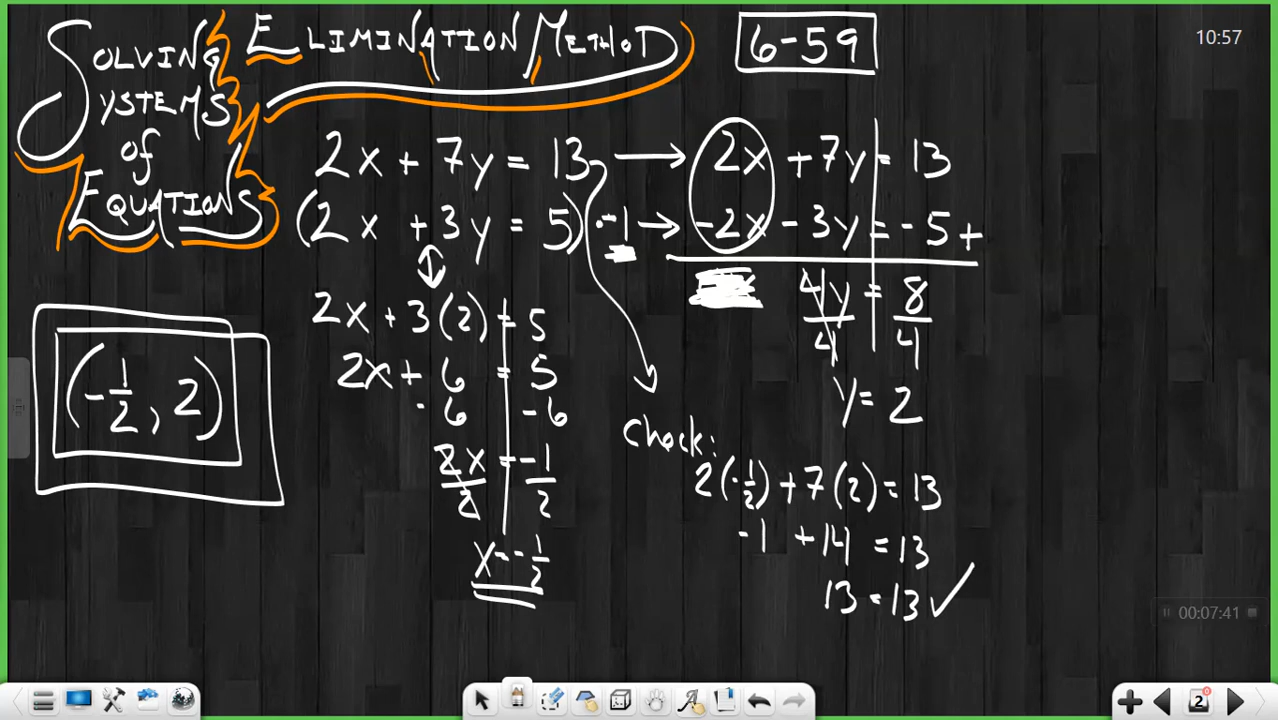 SOLVING
SYSTEMS
of
EQUATIONS
ELIMINATION METHOD
6-59
10:57
2x + 7y = 13
(2x + 3y = 5) · -1
2x + 7y = 13
-2x - 3y = -5 +
4y = 8
4 4
y = 2
2x + 3(2) = 5
2x + 6 = 5
- 6 - 6
2x = -1
2 2
x = -1/2
(-1/2, 2)
Check:
2(-1/2) + 7(2) = 13
-1 + 14 = 13
13 = 13 ✓
00:07:41
2